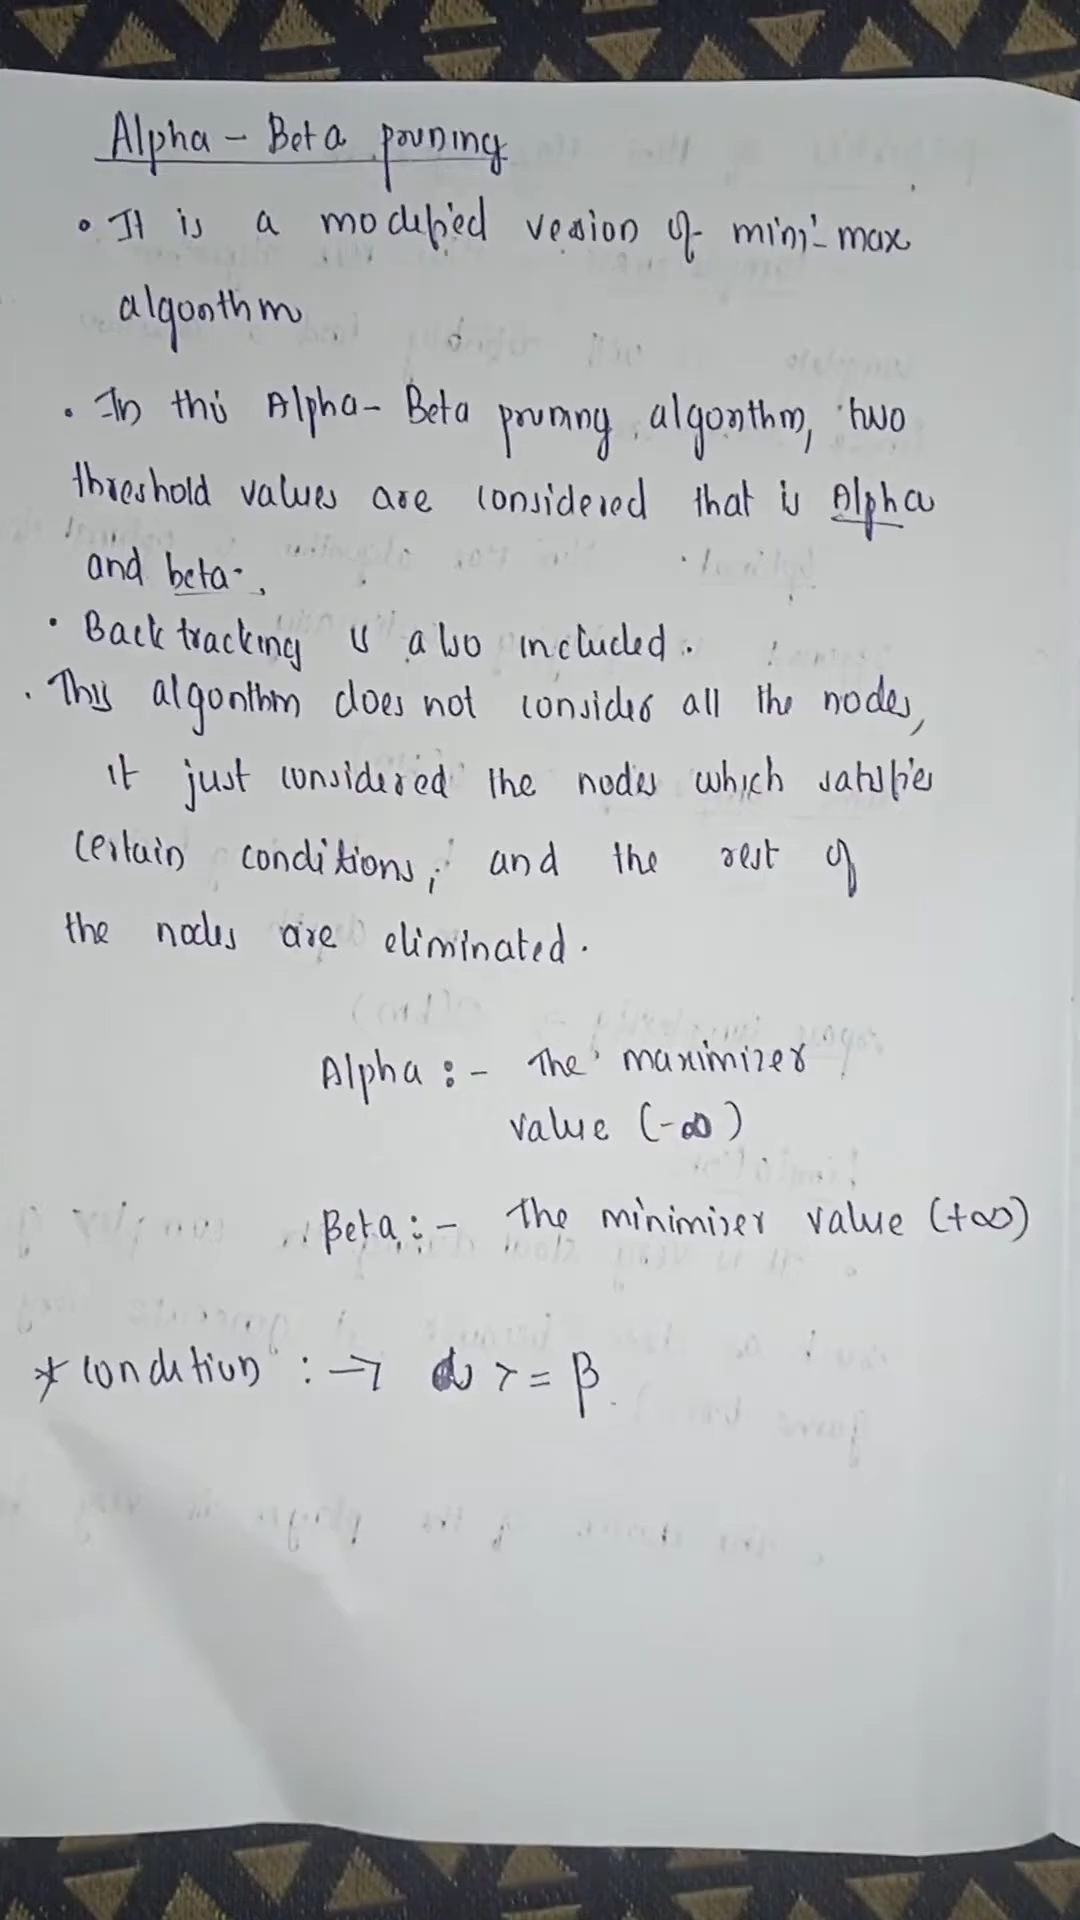 Alpha - Beta pruning
• It is a modified vesion of mini-max
algorithm
• In this Alpha-Beta pruning algorithm, two
threshold values are considered that is Alpha
and beta.
• Back tracking is also included.
• This algorithm does not consider all the nodes,
it just considered the nodes which satisfies
certain conditions, and the rest of
the nodes are eliminated.
Alpha :- The maximizer
value (-∞)
Beta :- The minimizer value (+∞)
* condition :→ α >= β